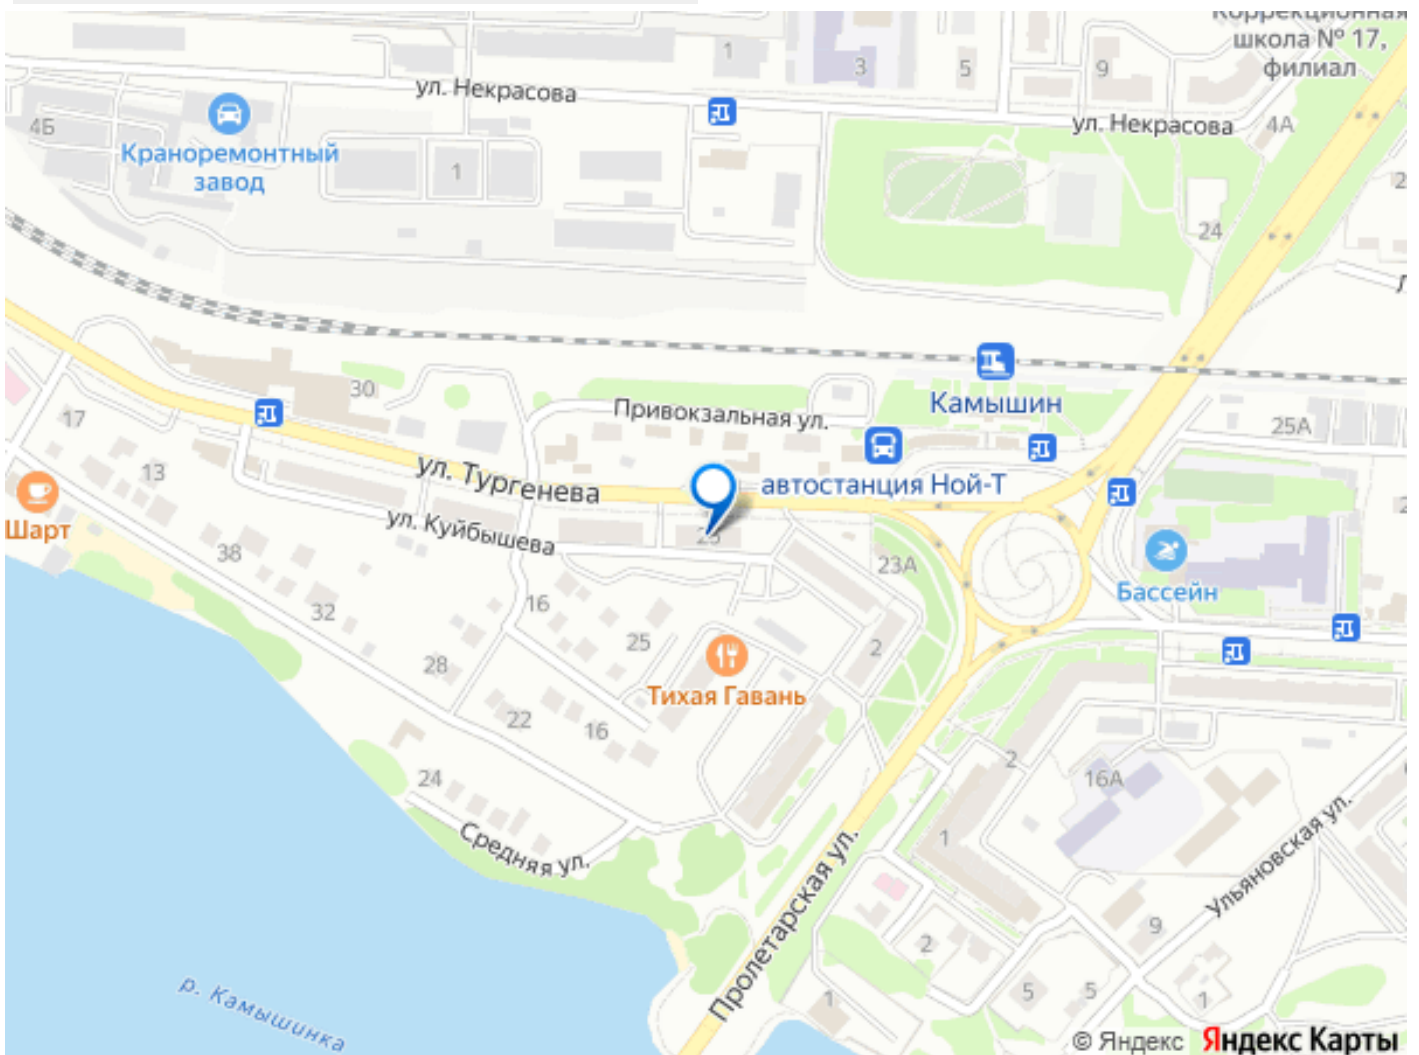 Коррекционная
школа № 17,
филиал
1
3
5
9
ул. Некрасова
ул. Некрасова
4А
4Б
Краноремонтный
завод
1
2
24
30
Камышин
Привокзальная ул.
25А
17
13
ул. Тургенева
автостанция Ной-Т
Шарт
ул. Куйбышева
23А
38
Бассейн
32
16
25
2
28
Тихая Гавань
22
16
2
24
16А
Средняя ул.
1
Пролетарская ул.
Ульяновская ул.
9
2
5
5
1
1
р. Камышинка
© Яндекс Яндекс Карты